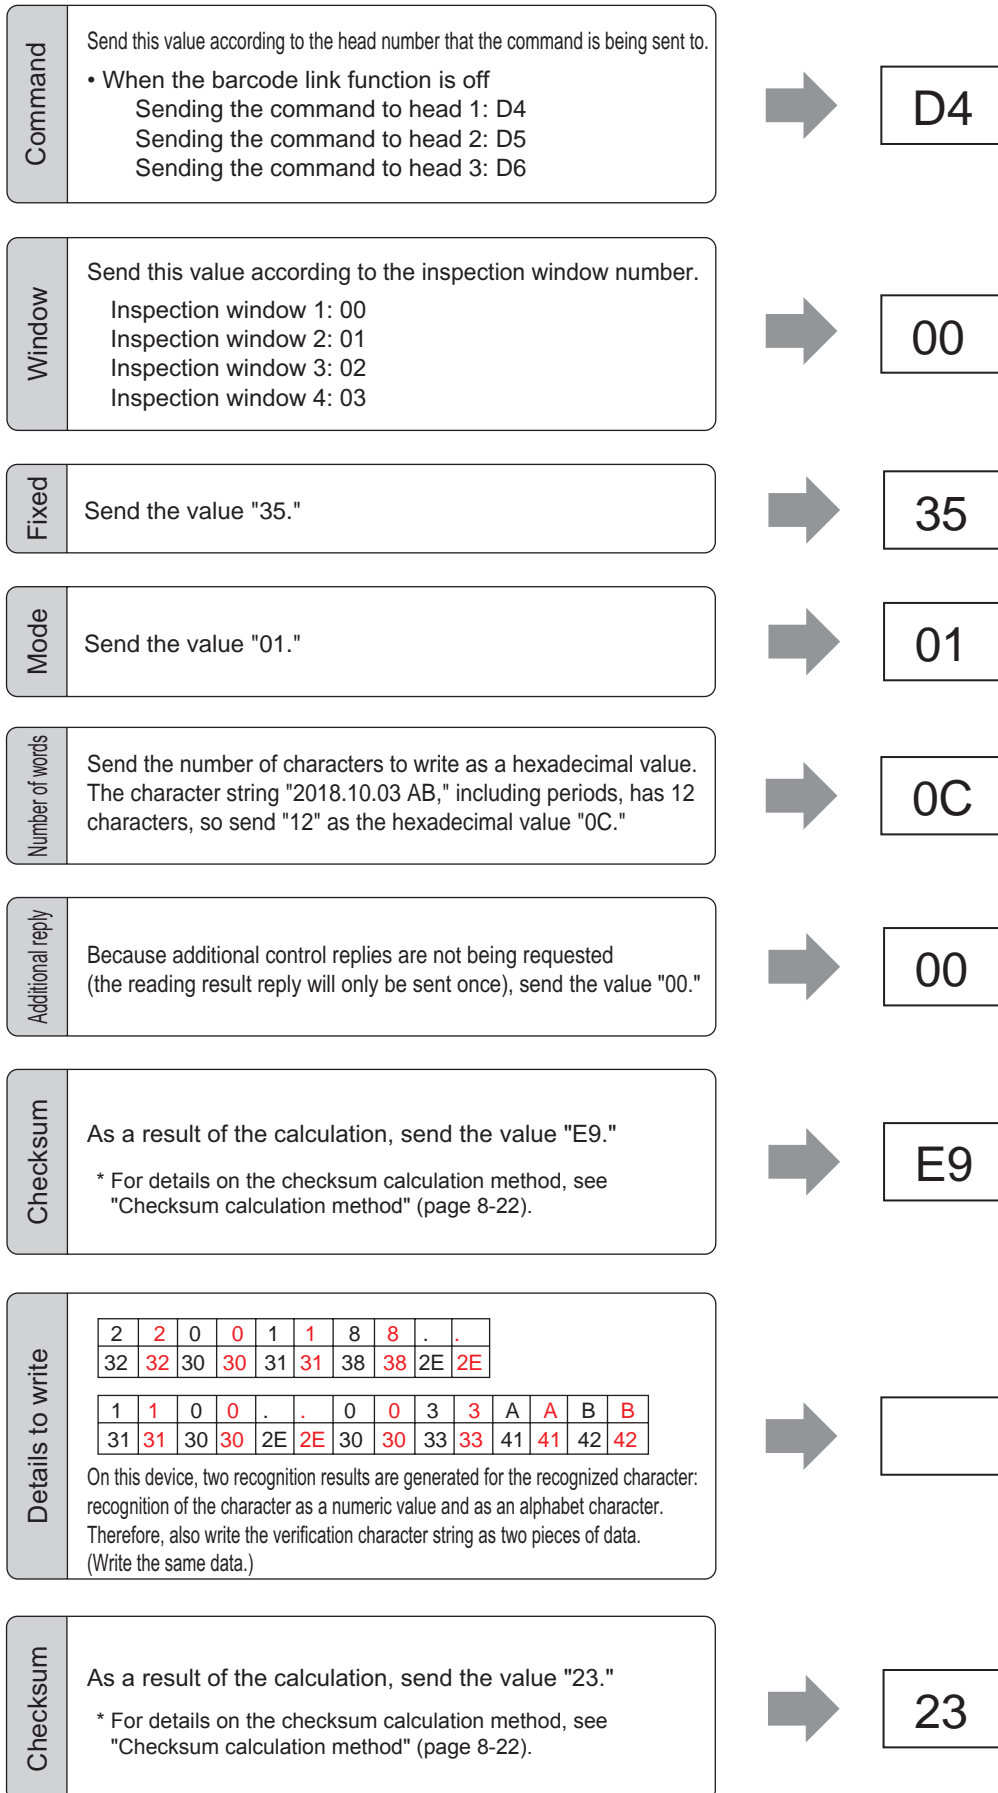 Command
Send this value according to the head number that the command is being sent to.
• When the barcode link function is off
Sending the command to head 1: D4
Sending the command to head 2: D5
Sending the command to head 3: D6
D4
Window
Send this value according to the inspection window number.
Inspection window 1: 00
Inspection window 2: 01
Inspection window 3: 02
Inspection window 4: 03
00
Fixed
Send the value "35."
35
Mode
Send the value "01."
01
Number of words
Send the number of characters to write as a hexadecimal value.
The character string "2018.10.03 AB," including periods, has 12
characters, so send "12" as the hexadecimal value "0C."
0C
Additional reply
Because additional control replies are not being requested
(the reading result reply will only be sent once), send the value "00."
00
Checksum
As a result of the calculation, send the value "E9."
* For details on the checksum calculation method, see
"Checksum calculation method" (page 8-22).
E9
Details to write
2 2 0 0 1 1 8 8 . .
32 32 30 30 31 31 38 38 2E 2E
1 1 0 0 . . 0 0 3 3 A A B B
31 31 30 30 2E 2E 30 30 33 33 41 41 42 42
On this device, two recognition results are generated for the recognized character:
recognition of the character as a numeric value and as an alphabet character.
Therefore, also write the verification character string as two pieces of data.
(Write the same data.)
Checksum
As a result of the calculation, send the value "23."
* For details on the checksum calculation method, see
"Checksum calculation method" (page 8-22).
23